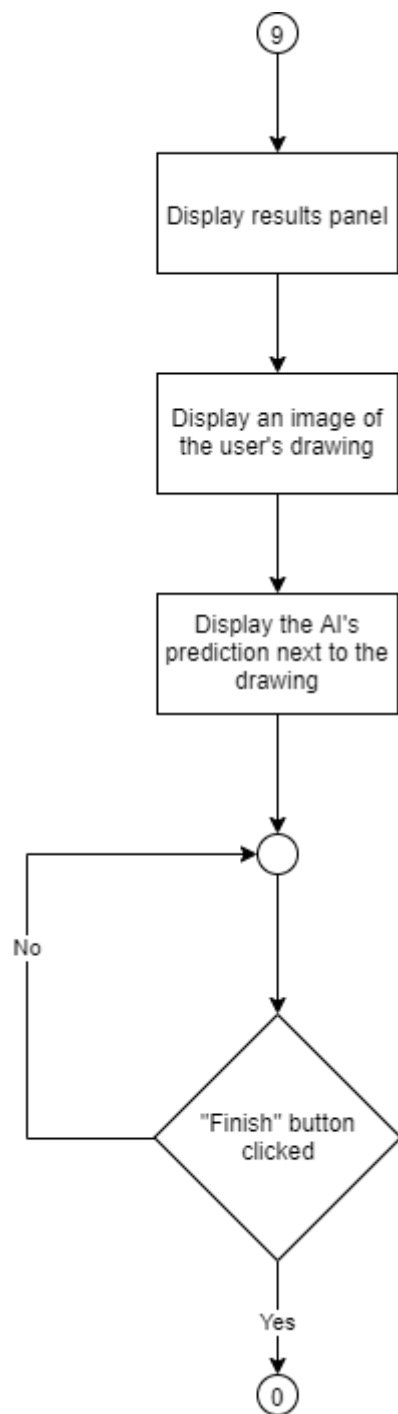 9
Display results panel
Display an image of
the user's drawing
Display the AI's
prediction next to the
drawing
No
"Finish" button
clicked
Yes
0